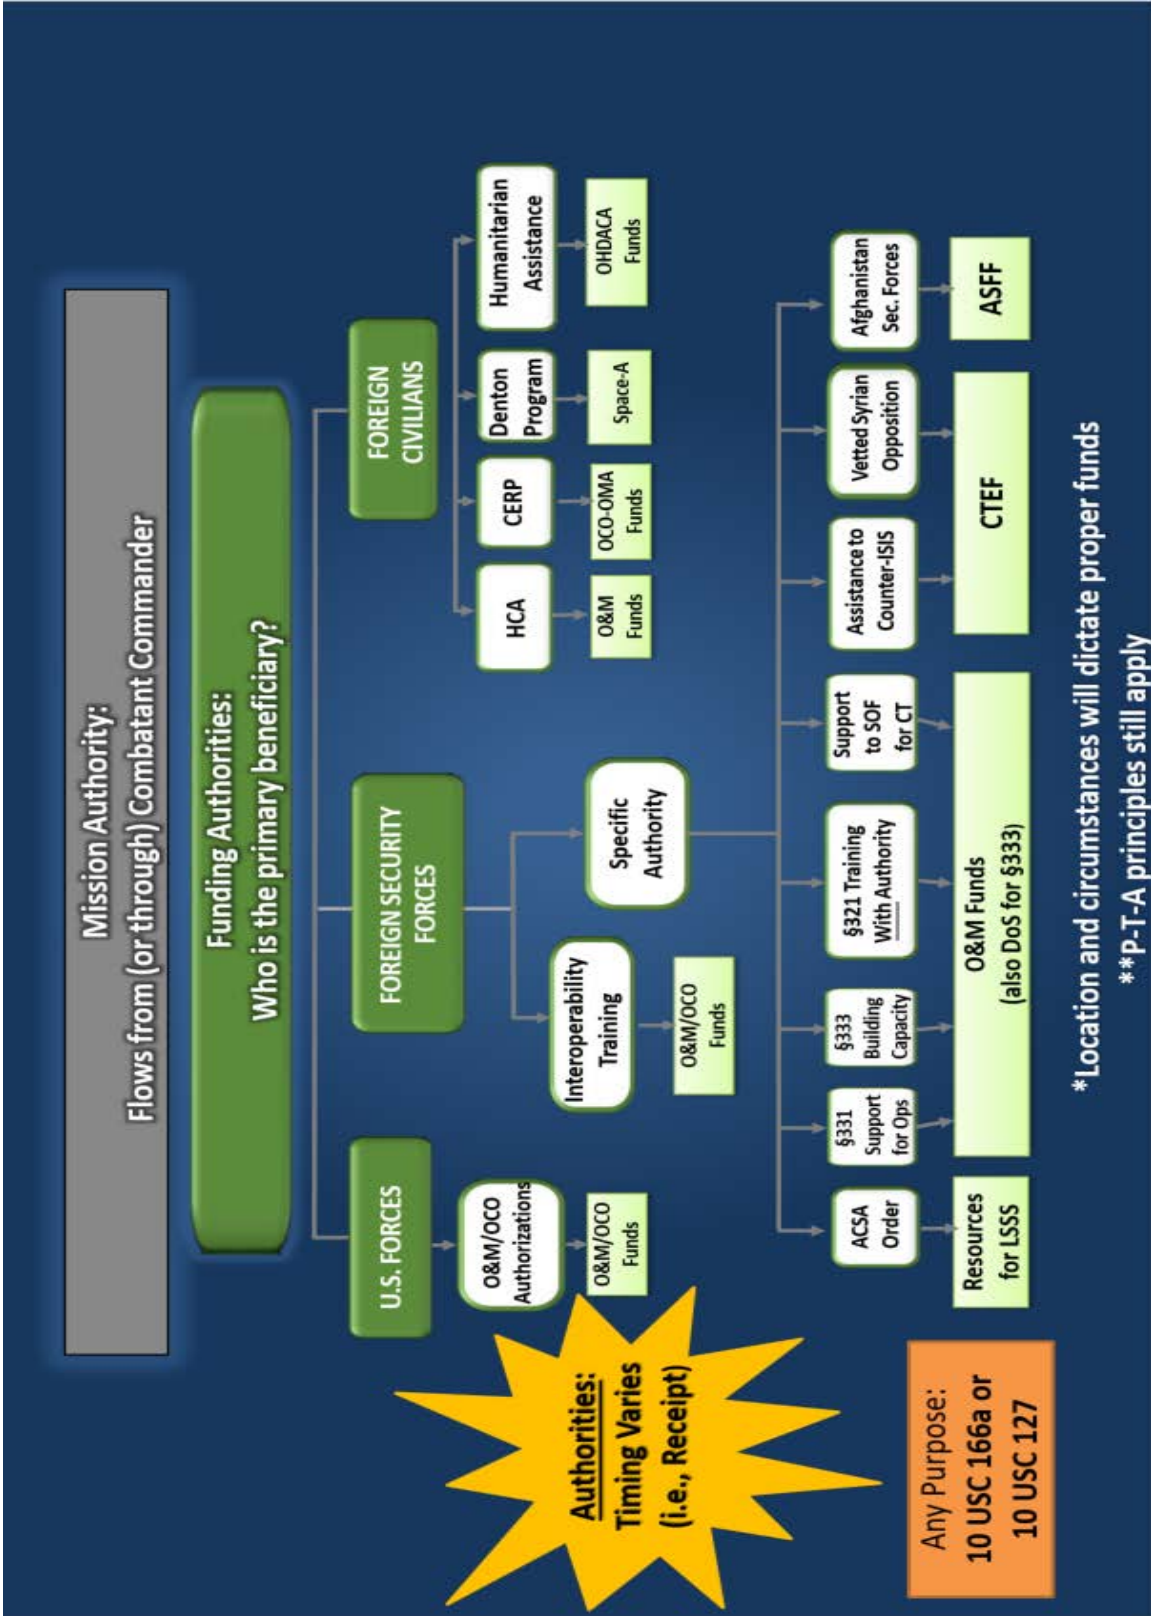 Mission Authority:
Flows from (or through) Combatant Commander
Funding Authorities:
Who is the primary beneficiary?
U.S. FORCES
FOREIGN SECURITY
FORCES
FOREIGN
CIVILIANS
O&M/OCO
Authorizations
O&M/OCO
Funds
Interoperability
Training
O&M/OCO
Funds
Specific
Authority
HCA
O&M
Funds
CERP
OCO-OMA
Funds
Denton
Program
Space-A
Humanitarian
Assistance
OHDACA
Funds
Authorities:
Timing Varies
(i.e., Receipt)
ACSA
Order
§331
Support
for Ops
§333
Building
Capacity
§321 Training
With Authority
Support
to SOF
for CT
Assistance to
Counter-ISIS
Vetted Syrian
Opposition
Afghanistan
Sec. Forces
Resources
for LSSS
O&M Funds
(also DoS for §333)
CTEF
ASFF
Any Purpose:
10 USC 166a or
10 USC 127
*Location and circumstances will dictate proper funds
**P-T-A principles still apply